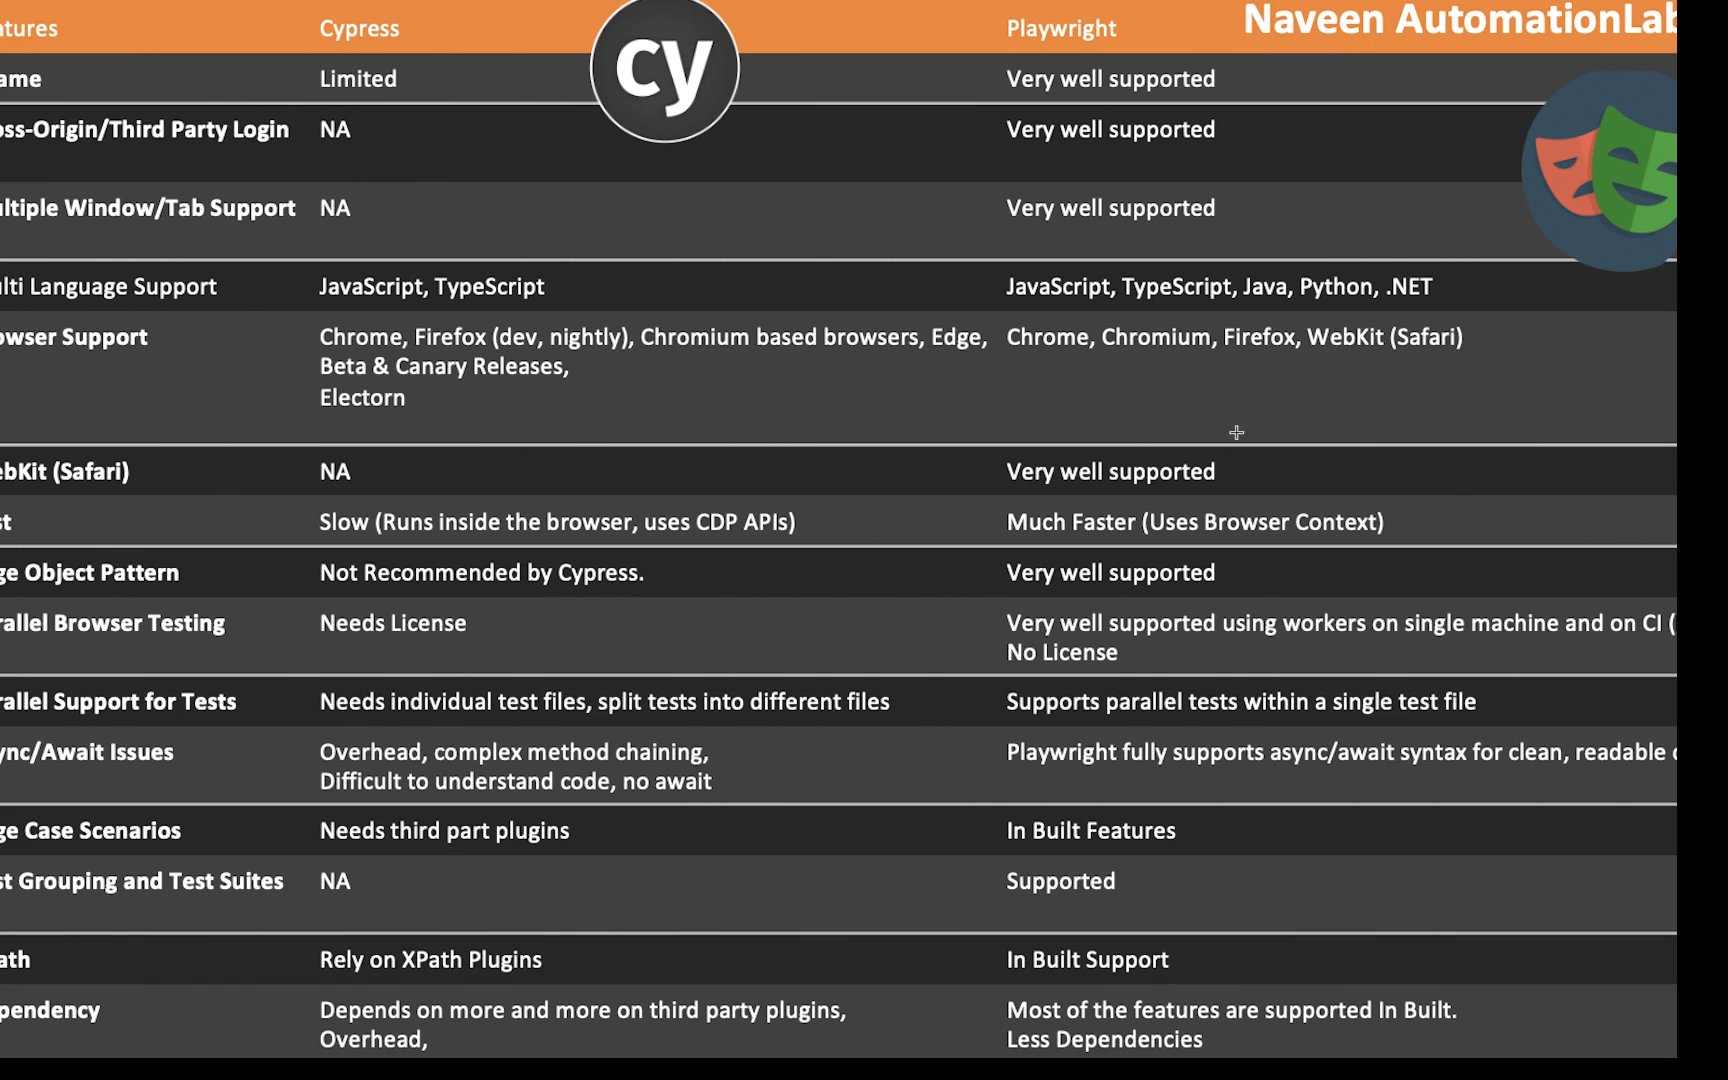 atures Cypress Playwright Naveen AutomationLab
cy
ame Limited Very well supported
oss-Origin/Third Party Login NA Very well supported
ultiple Window/Tab Support NA Very well supported
lti Language Support JavaScript, TypeScript JavaScript, TypeScript, Java, Python, .NET
owser Support Chrome, Firefox (dev, nightly), Chromium based browsers, Edge, Chrome, Chromium, Firefox, WebKit (Safari)
Beta & Canary Releases,
Electorn
ebKit (Safari) NA Very well supported
st Slow (Runs inside the browser, uses CDP APIs) Much Faster (Uses Browser Context)
ge Object Pattern Not Recommended by Cypress. Very well supported
rallel Browser Testing Needs License Very well supported using workers on single machine and on CI (
No License
rallel Support for Tests Needs individual test files, split tests into different files Supports parallel tests within a single test file
ync/Await Issues Overhead, complex method chaining, Playwright fully supports async/await syntax for clean, readable
Difficult to understand code, no await
ge Case Scenarios Needs third part plugins In Built Features
st Grouping and Test Suites NA Supported
ath Rely on XPath Plugins In Built Support
pendency Depends on more and more on third party plugins, Most of the features are supported In Built.
Overhead, Less Dependencies